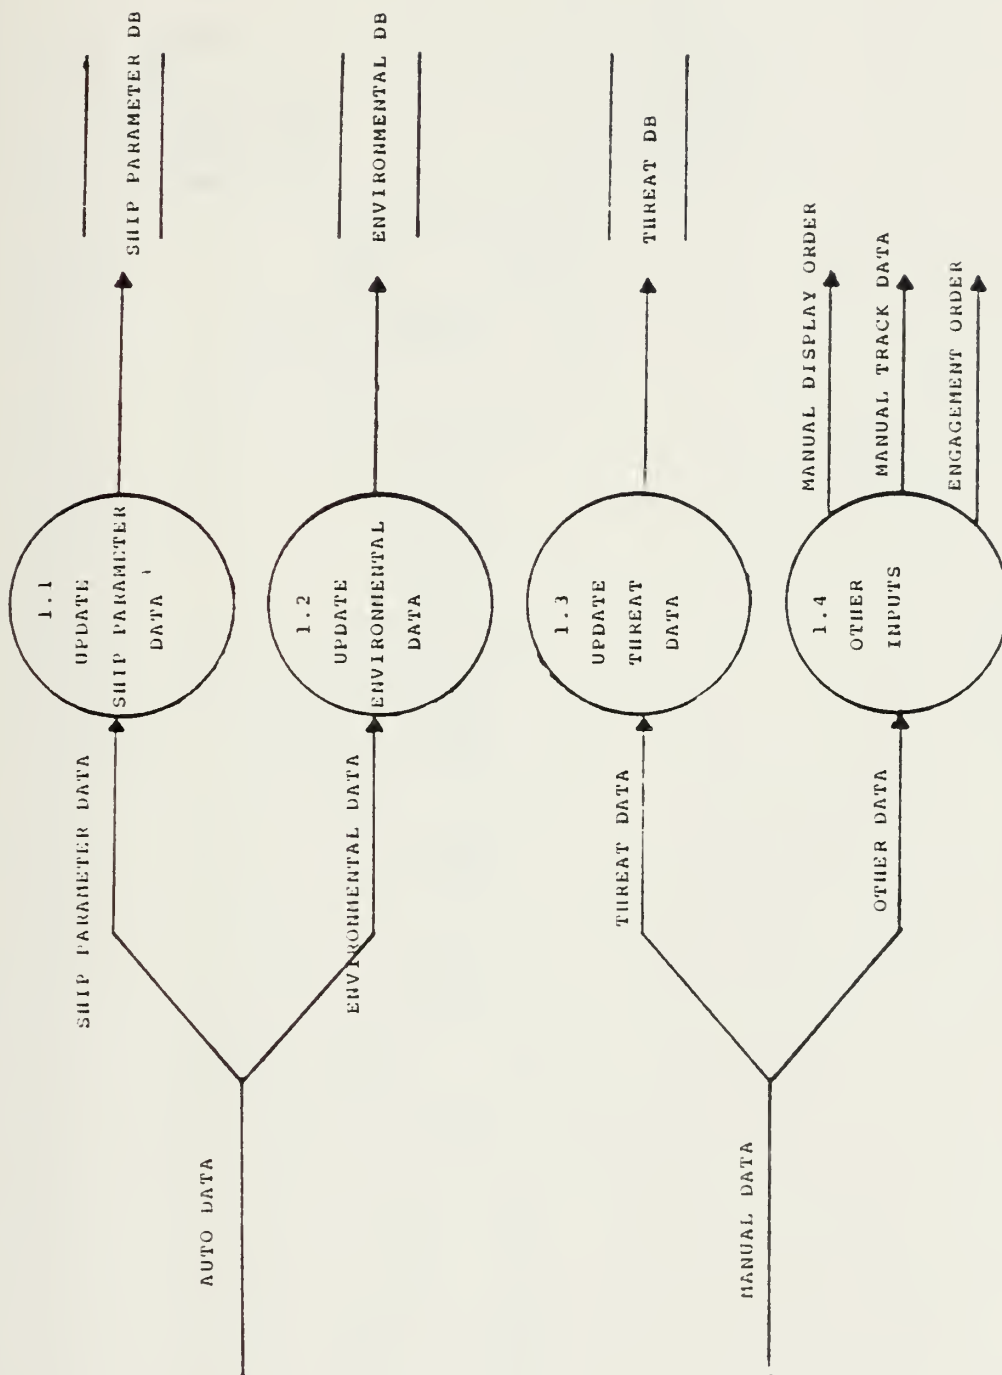 AUTO DATA
SHIP PARAMETER DATA
1.1
UPDATE
SHIP PARAMETER
DATA
SHIP PARAMETER DB
ENVIRONMENTAL DATA
1.2
UPDATE
ENVIRONMENTAL
DATA
ENVIRONMENTAL DB
MANUAL DATA
THREAT DATA
1.3
UPDATE
THREAT
DATA
THREAT DB
OTHER DATA
1.4
OTHER
INPUTS
MANUAL DISPLAY ORDER
MANUAL TRACK DATA
ENGAGEMENT ORDER